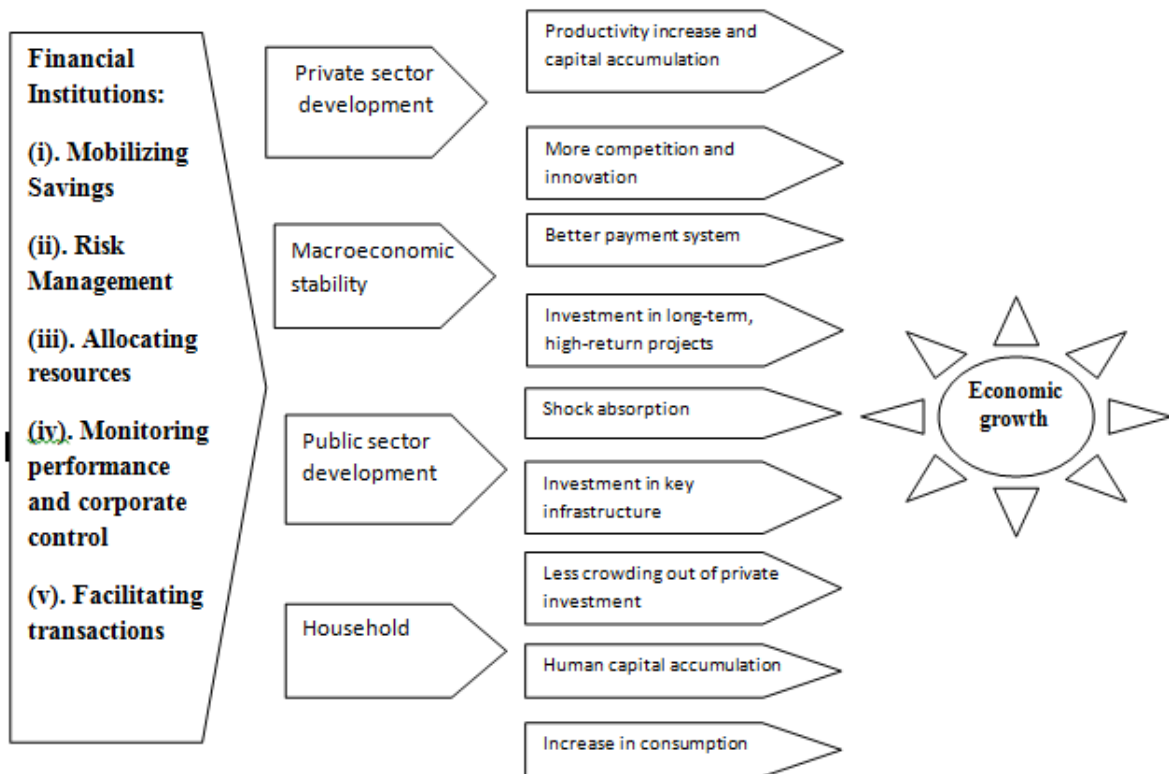 Financial
Institutions:
(i). Mobilizing
Savings
(ii). Risk
Management
(iii). Allocating
resources
(iv). Monitoring
performance
and corporate
control
(v). Facilitating
transactions
Private sector
development
Macroeconomic
stability
Public sector
development
Household
Productivity increase and
capital accumulation
More competition and
innovation
Better payment system
Investment in long-term,
high-return projects
Shock absorption
Investment in key
infrastructure
Less crowding out of private
investment
Human capital accumulation
Increase in consumption
Economic
growth